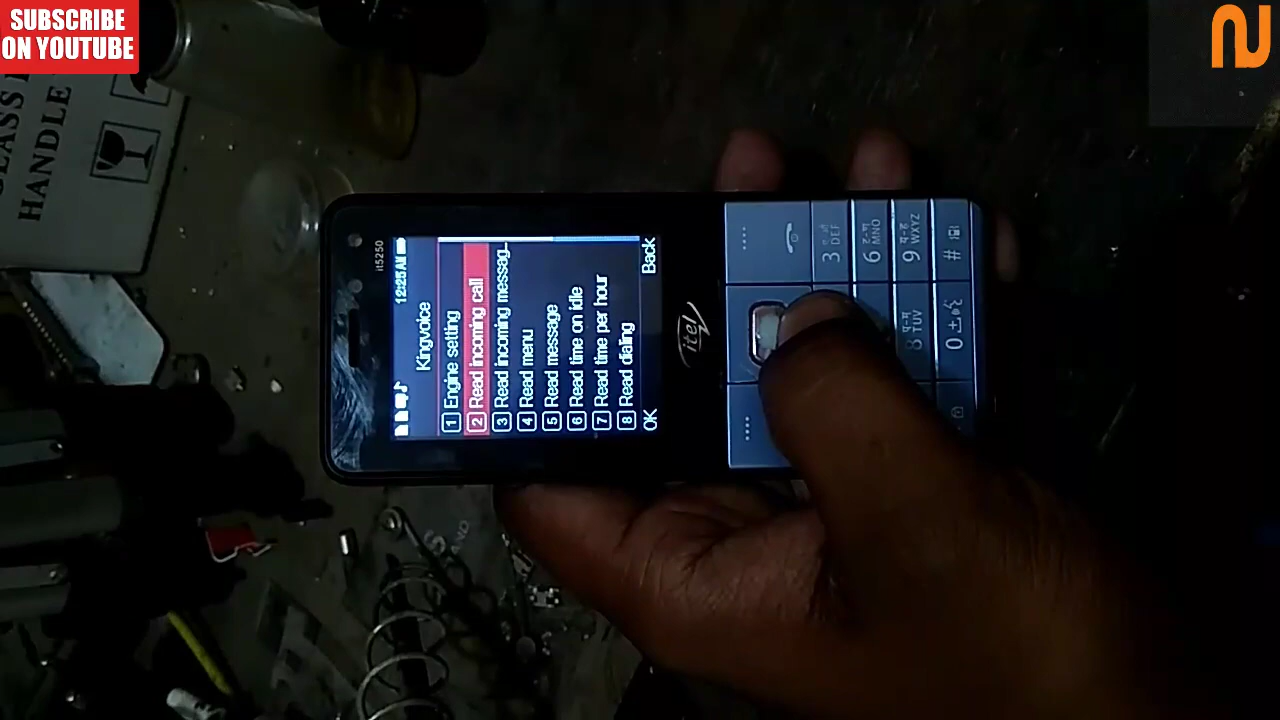 SUBSCRIBE
ON YOUTUBE
HANDLE
it5250
12:25 AM
Kingvoice
1 Engine setting
2 Read incoming call
3 Read incoming messag..
4 Read menu
5 Read message
6 Read time on idle
7 Read time per hour
8 Read dialing
OK Back
itel
3 DEF
6 MNO
9 WXYZ
8 TUV
0 +
#